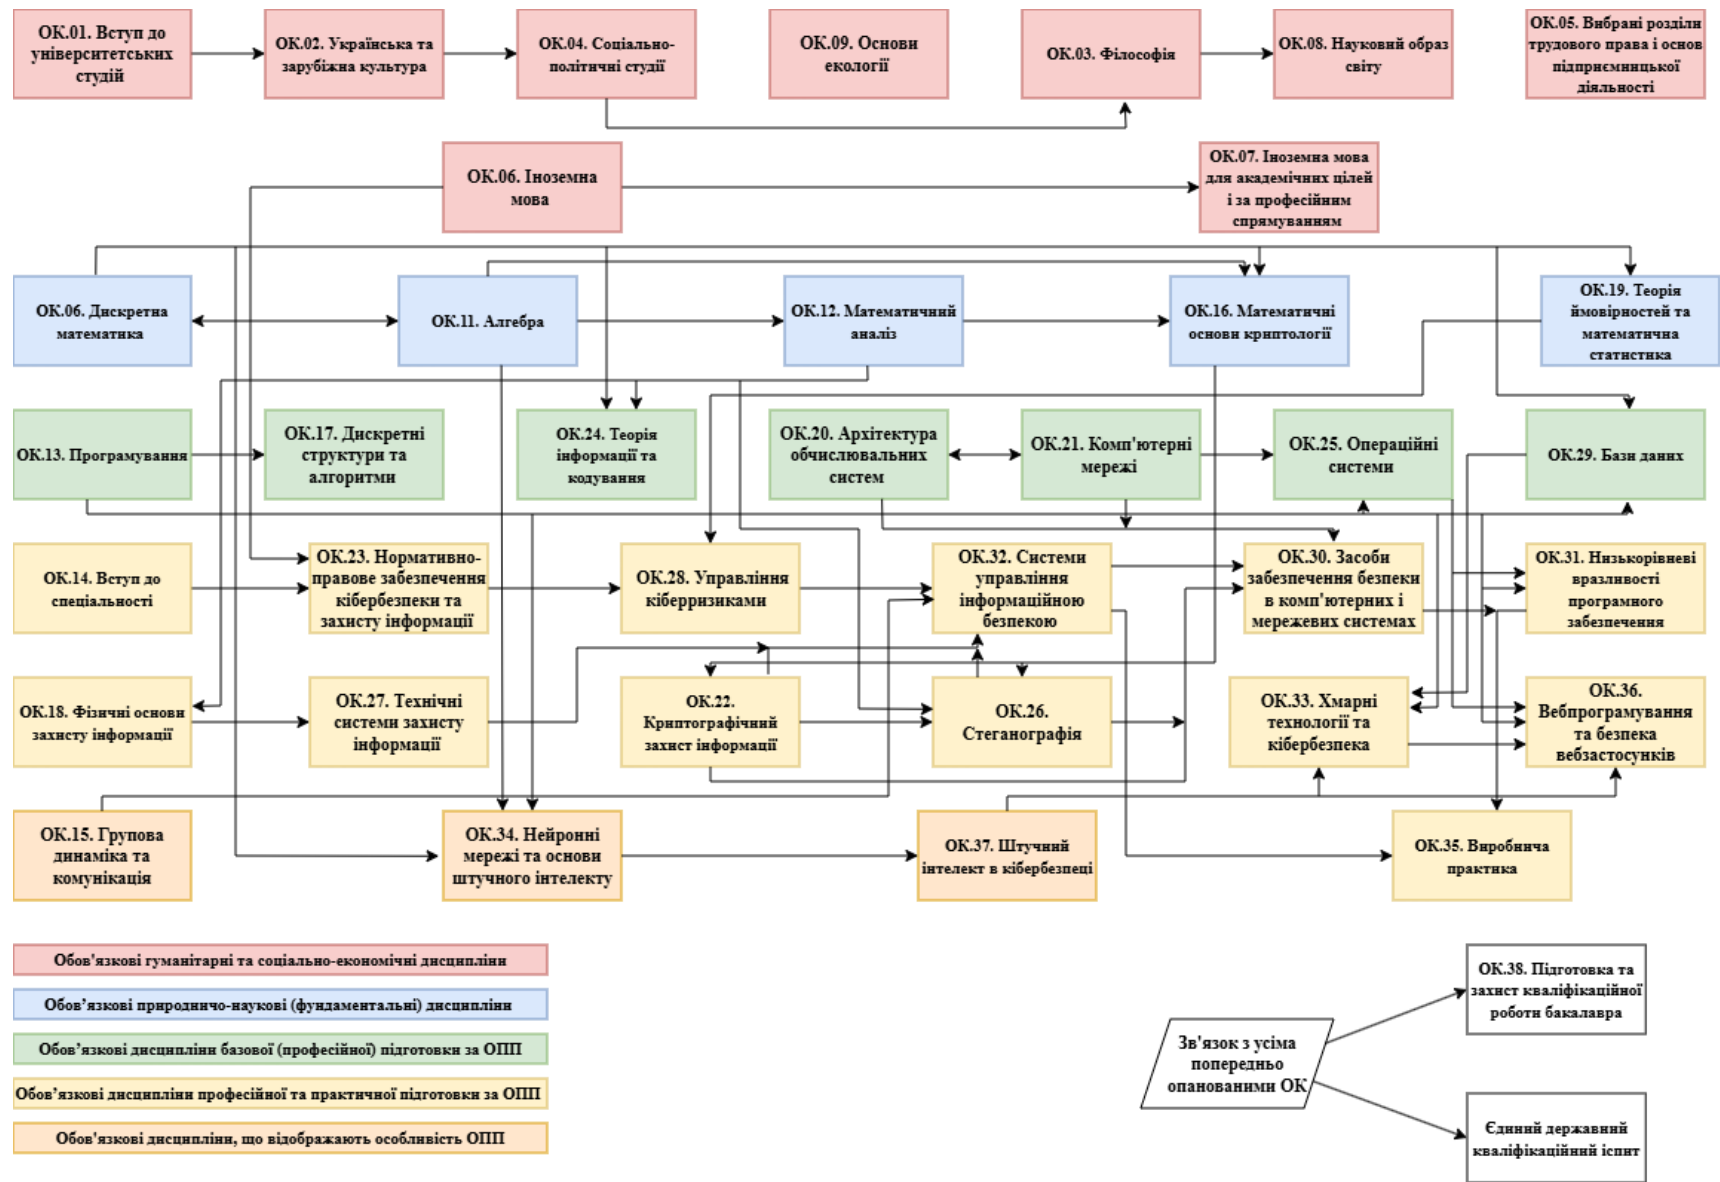 ОК.01. Вступ до
університетських
студій
ОК.02. Українська та
зарубіжна культура
ОК.04. Соціально-
політичні студії
ОК.09. Основи
екології
ОК.03. Філософія
ОК.08. Науковий образ
світу
ОК.05. Вибрані розділи
трудового права і основ
підприємницької
діяльності
ОК.06. Іноземна
мова
ОК.07. Іноземна мова
для академічних цілей
і за професійним
спрямуванням
ОК.06. Дискретна
математика
ОК.11. Алгебра
ОК.12. Математичний
аналіз
ОК.16. Математичні
основи криптології
ОК.19. Теорія
ймовірностей та
математична
статистика
ОК.13. Програмування
ОК.17. Дискретні
структури та
алгоритми
ОК.24. Теорія
інформації та
кодування
ОК.20. Архітектура
обчислювальних
систем
ОК.21. Комп'ютерні
мережі
ОК.25. Операційні
системи
ОК.29. Бази даних
ОК.14. Вступ до
спеціальності
ОК.23. Нормативно-
правове забезпечення
кібербезпеки та
захисту інформації
ОК.28. Управління
кіберризиками
ОК.32. Системи
управління
інформаційною
безпекою
ОК.30. Засоби
забезпечення безпеки
в комп'ютерних і
мережевих системах
ОК.31. Низькорівневі
вразливості
програмного
забезпечення
ОК.18. Фізичні основи
захисту інформації
ОК.27. Технічні
системи захисту
інформації
ОК.22.
Криптографічний
захист інформації
ОК.26.
Стеганографія
ОК.33. Хмарні
технології та
кібербезпека
ОК.36.
Вебпрограмування
та безпека
вебзастосунків
ОК.15. Групова
динаміка та
комунікація
ОК.34. Нейронні
мережі та основи
штучного інтелекту
ОК.37. Штучний
інтелект в кібербезпеці
ОК.35. Виробнича
практика
Обов'язкові гуманітарні та соціально-економічні дисципліни
Обов’язкові природничо-наукові (фундаментальні) дисципліни
Обов’язкові дисципліни базової (професійної) підготовки за ОПП
Обов’язкові дисципліни професійної та практичної підготовки за ОПП
Обов'язкові дисципліни, що відображають особливість ОПП
Зв'язок з усіма
попередньо
опанованими ОК
ОК.38. Підготовка та
захист кваліфікаційної
роботи бакалавра
Єдиний державний
кваліфікаційний іспит